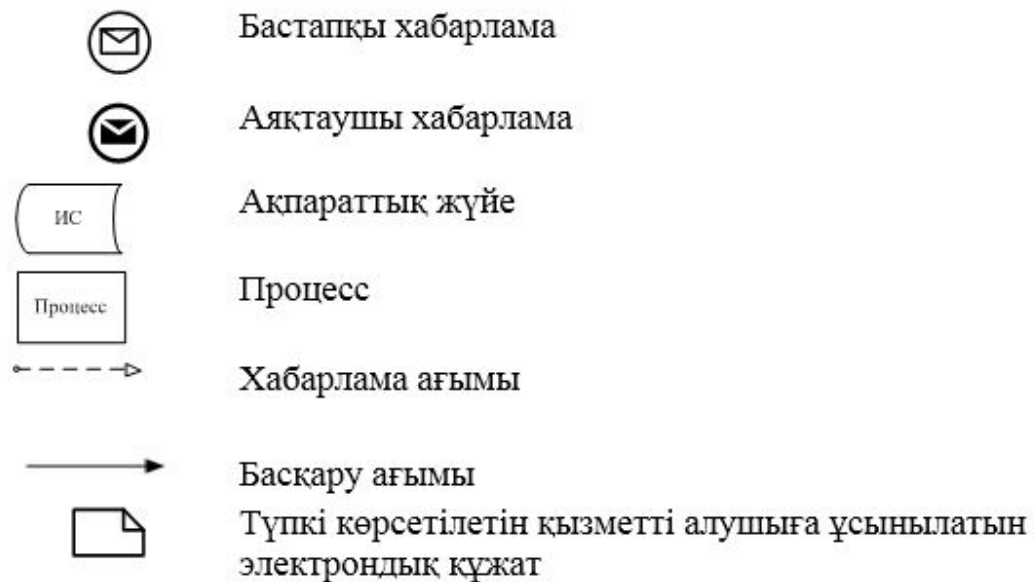 Бастапқы хабарлама
Аяқтаушы хабарлама
ИС
Ақпараттық жүйе
Процесс
Процесс
Хабарлама ағымы
Басқару ағымы
Түпкі көрсетілетін қызметті алушыға ұсынылатын
электрондық құжат